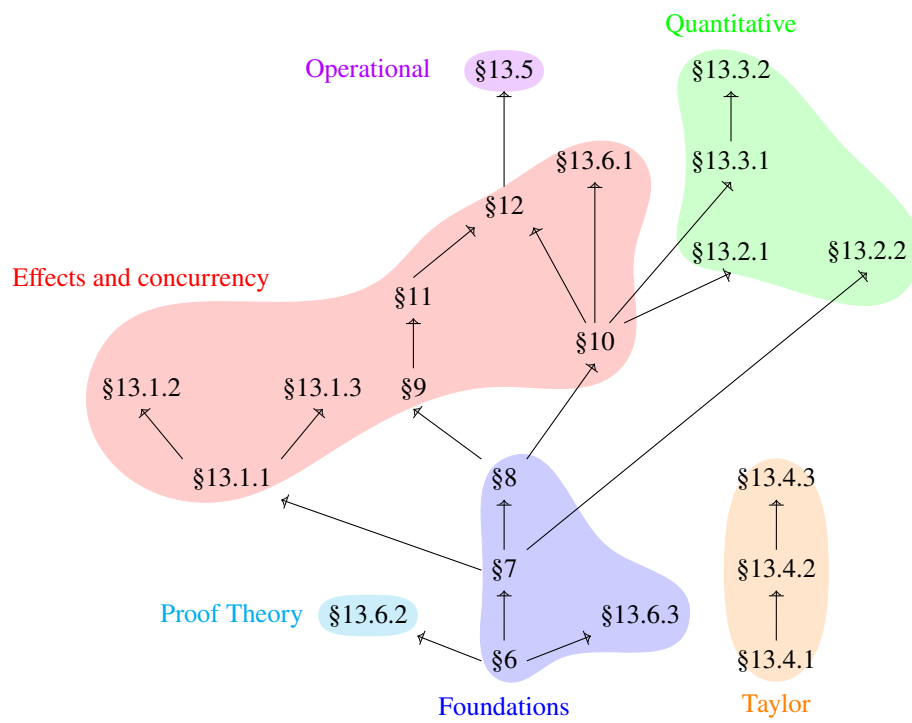 Quantitative
Operational §13.5 §13.3.2
§13.6.1 §13.3.1
§12
§13.2.1 §13.2.2
Effects and concurrency
§11
§10
§13.1.2 §13.1.3 §9
§13.1.1 §8 §13.4.3
§7 §13.4.2
Proof Theory §13.6.2 §13.6.3
§6 §13.4.1
Foundations Taylor